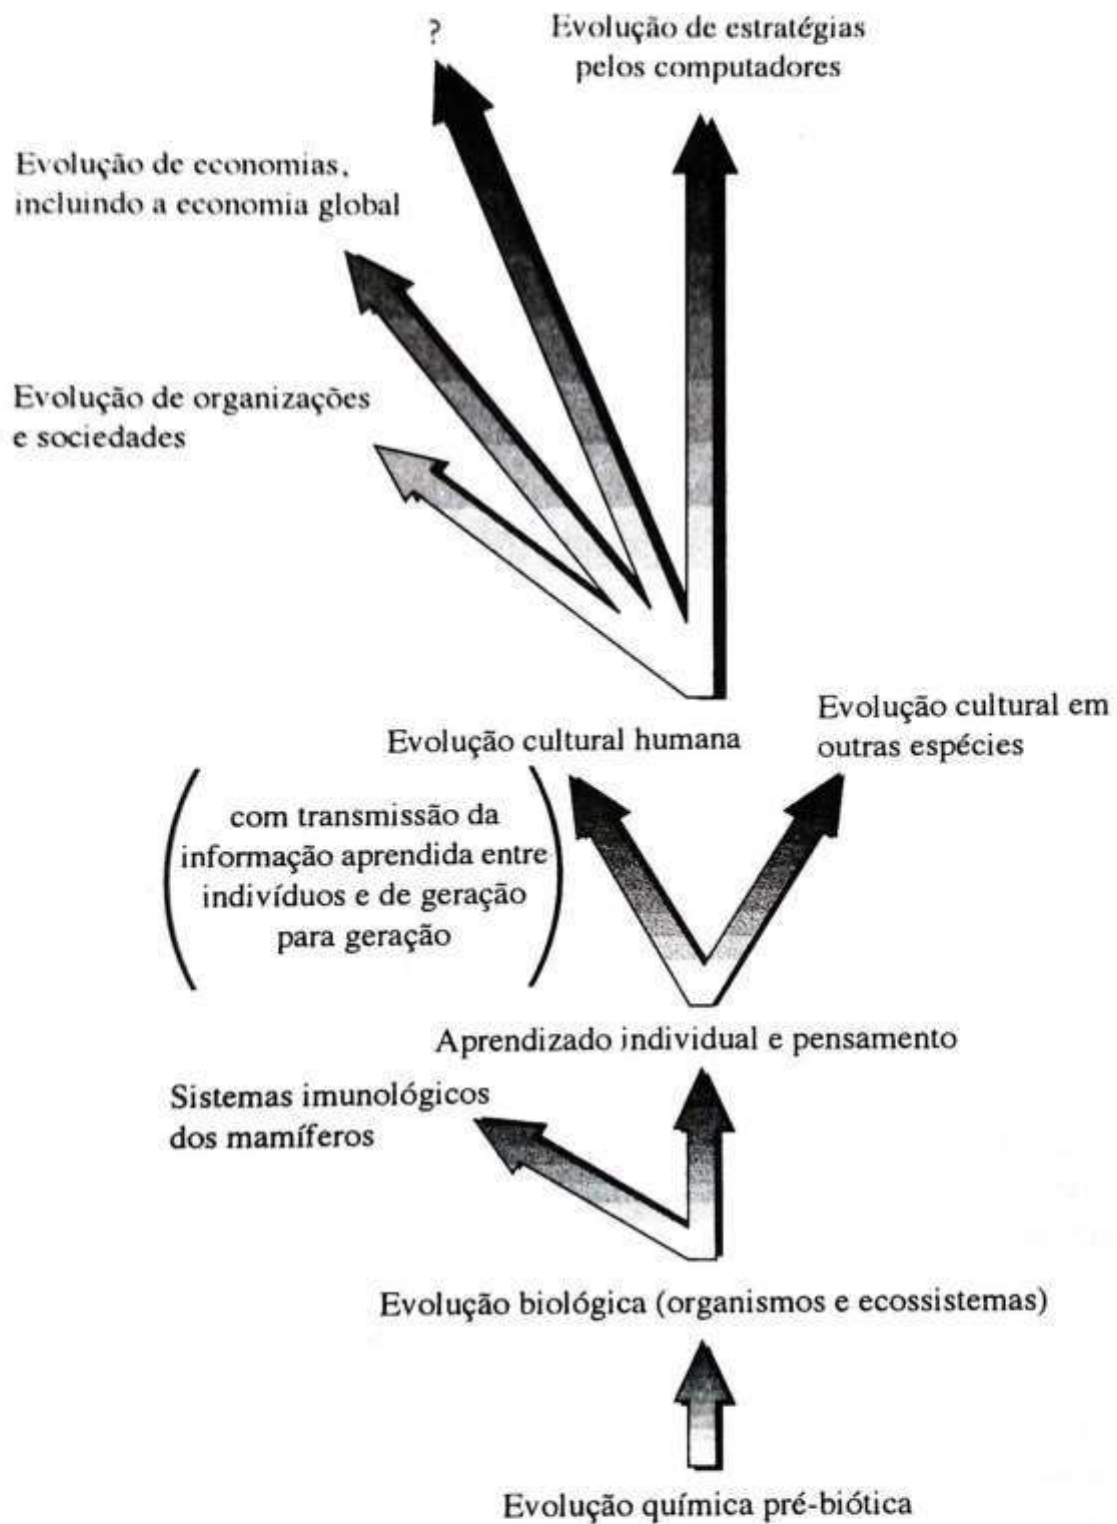 ?
Evolução de estratégias
pelos computadores
Evolução de economias,
incluindo a economia global
Evolução de organizações
e sociedades
Evolução cultural humana
Evolução cultural em
outras espécies
com transmissão da
informação aprendida entre
indivíduos e de geração
para geração
Aprendizado individual e pensamento
Sistemas imunológicos
dos mamíferos
Evolução biológica (organismos e ecossistemas)
Evolução química pré-biótica